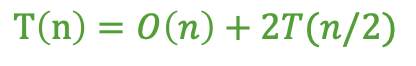 T(n) = O(n) + 2T(n/2)